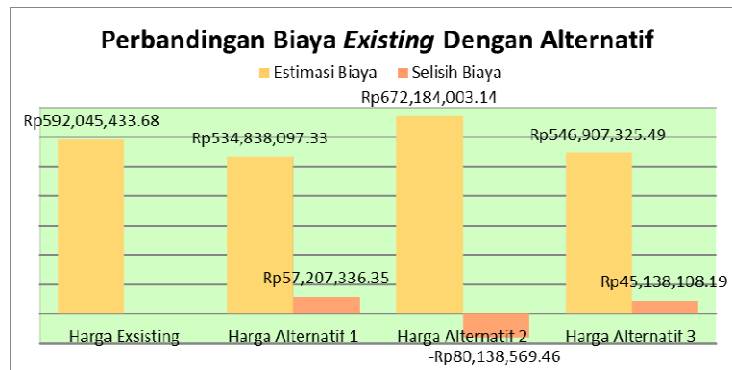 Perbandingan Biaya Existing Dengan Alternatif
Estimasi Biaya
Selisih Biaya
Rp592,045,433.68
Rp534,838,097.33
Rp672,184,003.14
Rp546,907,325.49
Rp57,207,336.35
-Rp80,138,569.46
Rp45,138,108.19
Harga Exsisting
Harga Alternatif 1
Harga Alternatif 2
Harga Alternatif 3